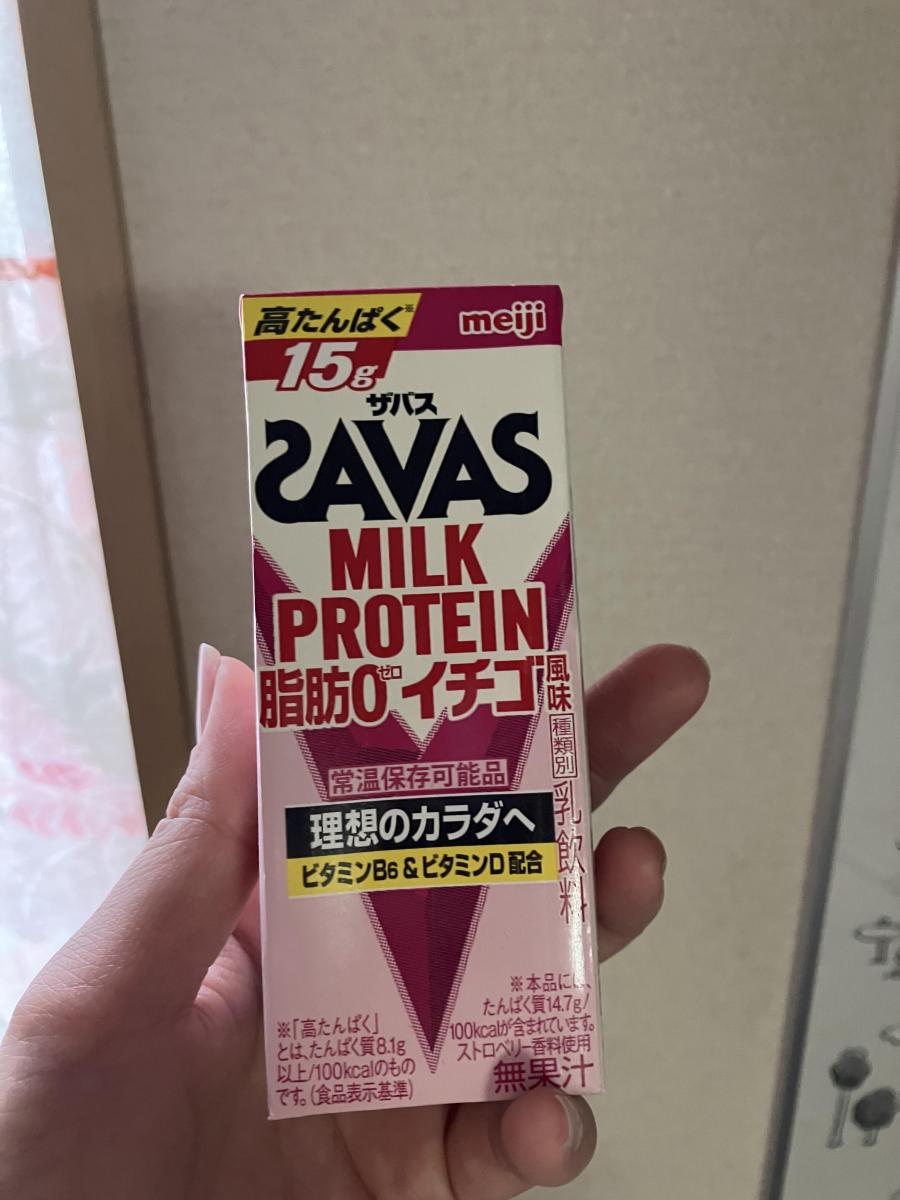 高たんぱく※
meiji
15g
ザバス
SAVAS
MILK
PROTEIN
脂肪0ゼロ イチゴ風味
種類別 乳飲料
常温保存可能品
理想のカラダへ
ビタミンB6 & ビタミンD 配合
※「高たんぱく」
とは、たんぱく質8.1g
以上/100kcalのもの
です。(食品表示基準)
※本品には、
たんぱく質14.7g/
100kcalが含まれています。
ストロベリー香料使用
無果汁